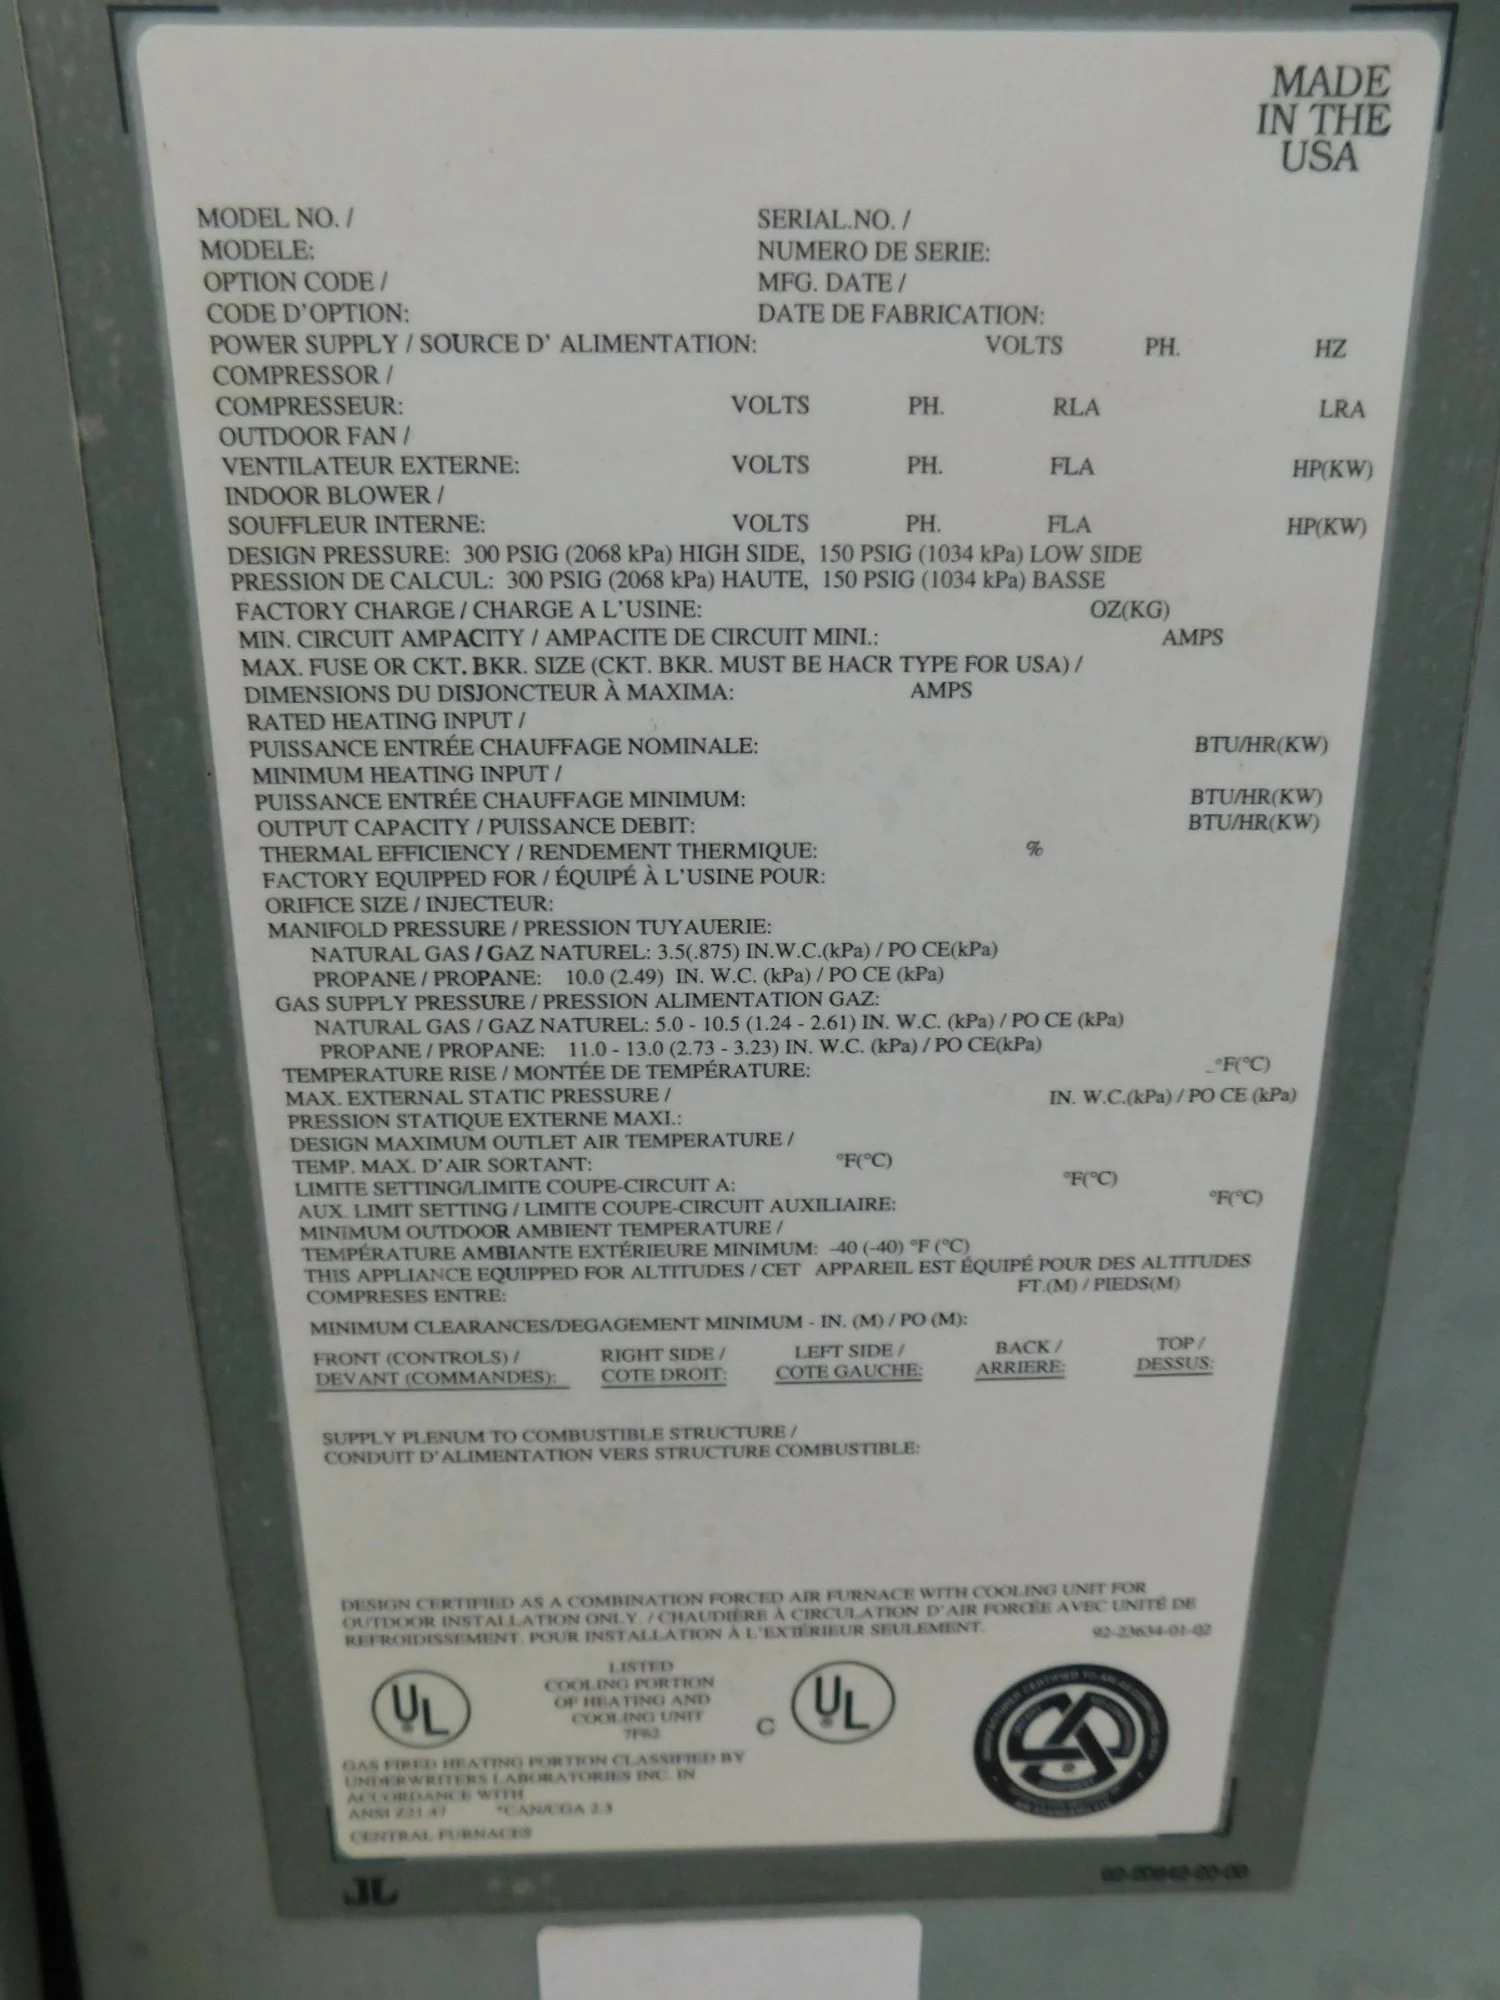 MADE
IN THE
USA
MODEL NO. / SERIAL.NO. /
MODELE: NUMERO DE SERIE:
OPTION CODE / MFG. DATE /
CODE D'OPTION: DATE DE FABRICATION:
POWER SUPPLY / SOURCE D' ALIMENTATION: VOLTS PH. HZ
COMPRESSOR /
COMPRESSEUR: VOLTS PH. RLA LRA
OUTDOOR FAN /
VENTILATEUR EXTERNE: VOLTS PH. FLA HP(KW)
INDOOR BLOWER /
SOUFFLEUR INTERNE: VOLTS PH. FLA HP(KW)
DESIGN PRESSURE: 300 PSIG (2068 kPa) HIGH SIDE, 150 PSIG (1034 kPa) LOW SIDE
PRESSION DE CALCUL: 300 PSIG (2068 kPa) HAUTE, 150 PSIG (1034 kPa) BASSE
FACTORY CHARGE / CHARGE A L'USINE: OZ(KG)
MIN. CIRCUIT AMPACITY / AMPACITE DE CIRCUIT MINI.: AMPS
MAX. FUSE OR CKT. BKR. SIZE (CKT. BKR. MUST BE HACR TYPE FOR USA) /
DIMENSIONS DU DISJONCTEUR À MAXIMA: AMPS
RATED HEATING INPUT /
PUISSANCE ENTRÉE CHAUFFAGE NOMINALE: BTU/HR(KW)
MINIMUM HEATING INPUT /
PUISSANCE ENTRÉE CHAUFFAGE MINIMUM: BTU/HR(KW)
OUTPUT CAPACITY / PUISSANCE DEBIT: BTU/HR(KW)
THERMAL EFFICIENCY / RENDEMENT THERMIQUE: %
FACTORY EQUIPPED FOR / ÉQUIPÉ À L'USINE POUR:
ORIFICE SIZE / INJECTEUR:
MANIFOLD PRESSURE / PRESSION TUYAUERIE:
NATURAL GAS / GAZ NATUREL: 3.5(.875) IN.W.C.(kPa) / PO CE(kPa)
PROPANE / PROPANE: 10.0 (2.49) IN. W.C. (kPa) / PO CE (kPa)
GAS SUPPLY PRESSURE / PRESSION ALIMENTATION GAZ:
NATURAL GAS / GAZ NATUREL: 5.0 - 10.5 (1.24 - 2.61) IN. W.C. (kPa) / PO CE (kPa)
PROPANE / PROPANE: 11.0 - 13.0 (2.73 - 3.23) IN. W.C. (kPa) / PO CE(kPa)
TEMPERATURE RISE / MONTÉE DE TEMPÉRATURE: °F(°C)
MAX. EXTERNAL STATIC PRESSURE / IN. W.C.(kPa) / PO CE (kPa)
PRESSION STATIQUE EXTERNE MAXI.:
DESIGN MAXIMUM OUTLET AIR TEMPERATURE /
TEMP. MAX. D'AIR SORTANT: °F(°C)
LIMITE SETTING/LIMITE COUPE-CIRCUIT A: °F(°C)
AUX. LIMIT SETTING / LIMITE COUPE-CIRCUIT AUXILIAIRE: °F(°C)
MINIMUM OUTDOOR AMBIENT TEMPERATURE /
TEMPÉRATURE AMBIANTE EXTÉRIEURE MINIMUM: -40 (-40) °F (°C)
THIS APPLIANCE EQUIPPED FOR ALTITUDES / CET APPAREIL EST ÉQUIPÉ POUR DES ALTITUDES
COMPRESES ENTRE: FT.(M) / PIEDS(M)
MINIMUM CLEARANCES/DEGAGEMENT MINIMUM - IN. (M) / PO (M):
FRONT (CONTROLS) / RIGHT SIDE / LEFT SIDE / BACK / TOP /
DEVANT (COMMANDES): COTE DROIT: COTE GAUCHE: ARRIERE: DESSUS:
SUPPLY PLENUM TO COMBUSTIBLE STRUCTURE /
CONDUIT D'ALIMENTATION VERS STRUCTURE COMBUSTIBLE:
DESIGN CERTIFIED AS A COMBINATION FORCED AIR FURNACE WITH COOLING UNIT FOR
OUTDOOR INSTALLATION ONLY. / CHAUDIÈRE À CIRCULATION D'AIR FORCÉE AVEC UNITÉ DE
REFROIDISSEMENT, POUR INSTALLATION À L'EXTÉRIEUR SEULEMENT. 92-23634-01-02
UL ® LISTED
COOLING PORTION
OF HEATING AND
COOLING UNIT
7F62
C UL ®
GAS FIRED HEATING PORTION CLASSIFIED BY
UNDERWRITERS LABORATORIES INC. IN
ACCORDANCE WITH
ANSI Z21.47 *CAN/CGA 2.3
CENTRAL FURNACES
JL